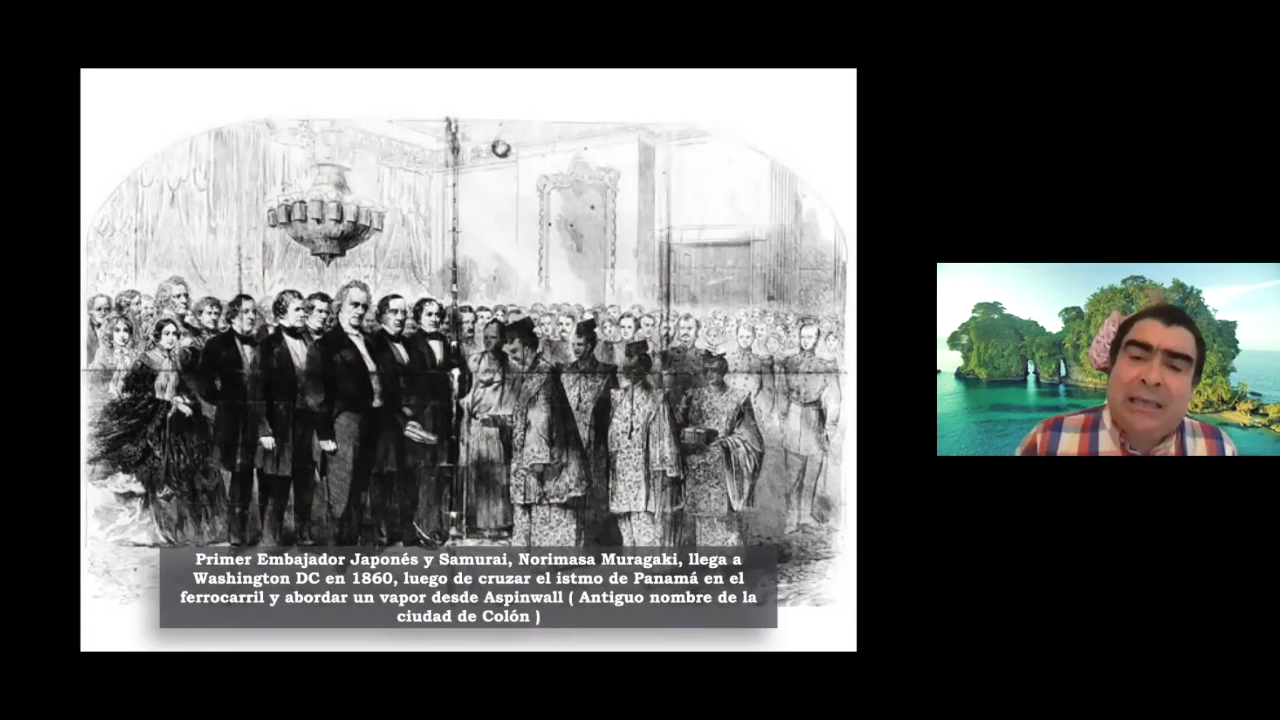 Primer Embajador Japonés y Samurai, Norimasa Muragaki, llega a
Washington DC en 1860, luego de cruzar el istmo de Panamá en el
ferrocarril y abordar un vapor desde Aspinwall ( Antiguo nombre de la
ciudad de Colón )